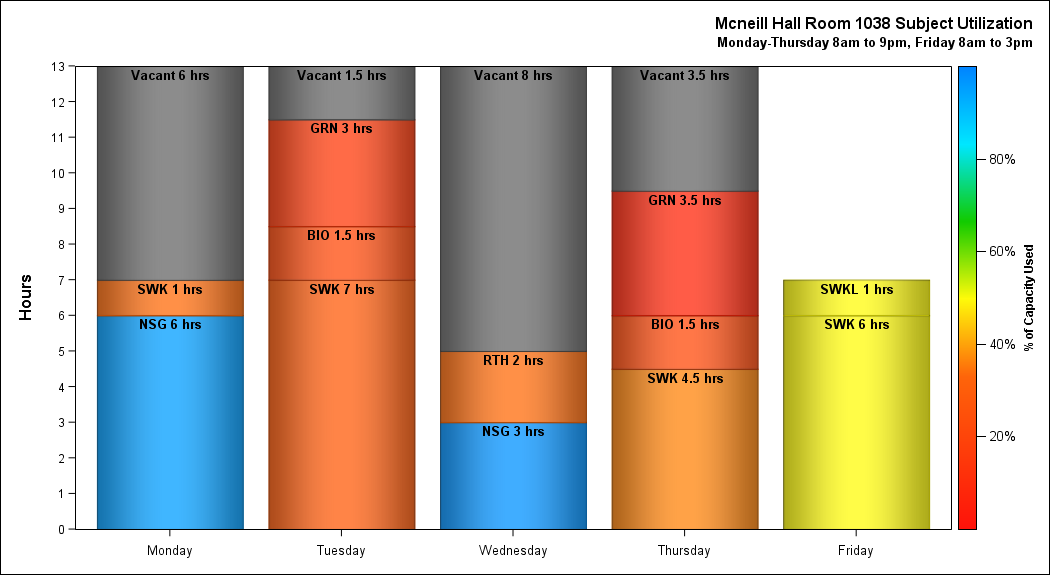 Mcneill Hall Room 1038 Subject Utilization
Monday-Thursday 8am to 9pm, Friday 8am to 3pm
Hours
13
12
11
10
9
8
7
6
5
4
3
2
1
0
Vacant 6 hrs
SWK 1 hrs
NSG 6 hrs
Vacant 1.5 hrs
GRN 3 hrs
BIO 1.5 hrs
SWK 7 hrs
Vacant 8 hrs
RTH 2 hrs
NSG 3 hrs
Vacant 3.5 hrs
GRN 3.5 hrs
BIO 1.5 hrs
SWK 4.5 hrs
SWKL 1 hrs
SWK 6 hrs
Monday
Tuesday
Wednesday
Thursday
Friday
80%
60%
40%
20%
% of Capacity Used